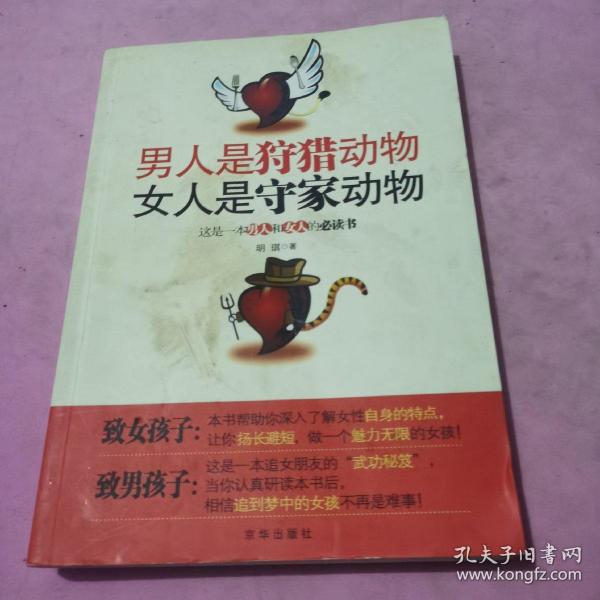 男人是狩猎动物
女人是守家动物
这是一本男人和女人的必读书
明琪◎著
致女孩子：本书帮助你深入了解女性自身的特点，
让你扬长避短，做一个魅力无限的女孩！
致男孩子：这是一本追女朋友的“武功秘笈”，
当你认真研读本书后，
相信追到梦中的女孩不再是难事！
京华出版社
孔夫子旧书网
www.kongfz.com